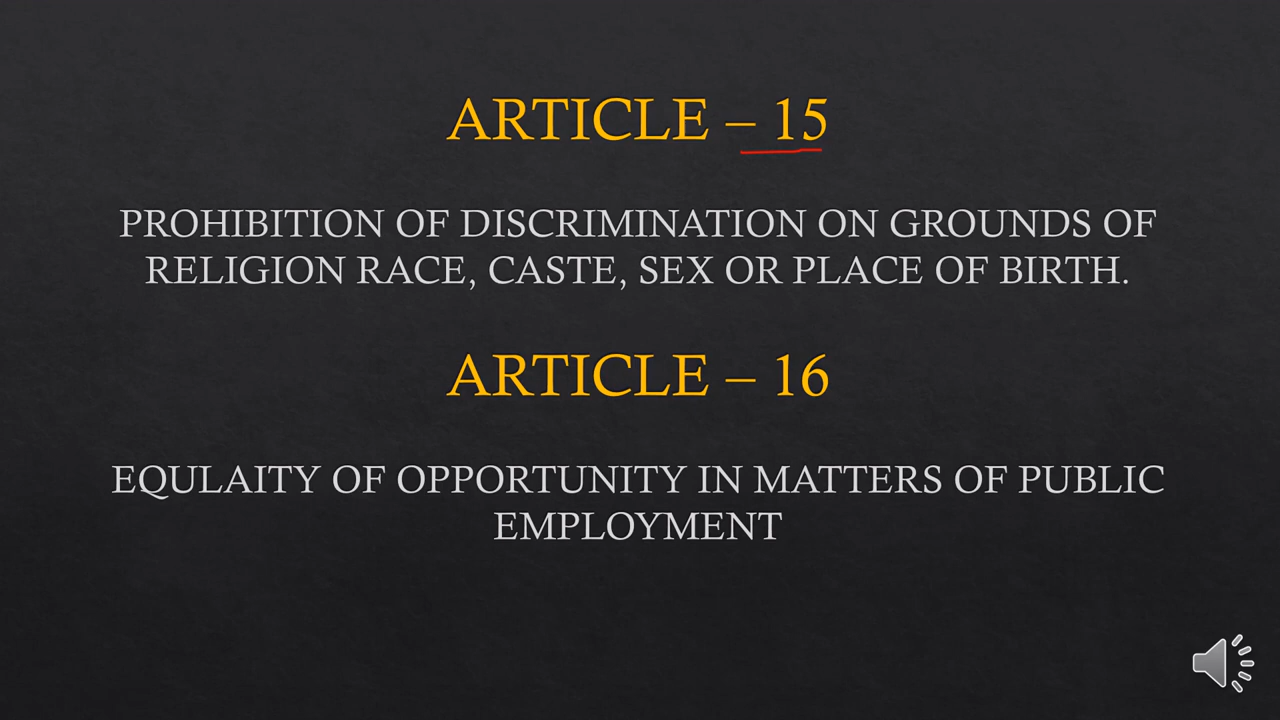 ARTICLE – 15
PROHIBITION OF DISCRIMINATION ON GROUNDS OF
RELIGION RACE, CASTE, SEX OR PLACE OF BIRTH.
ARTICLE – 16
EQULAITY OF OPPORTUNITY IN MATTERS OF PUBLIC
EMPLOYMENT